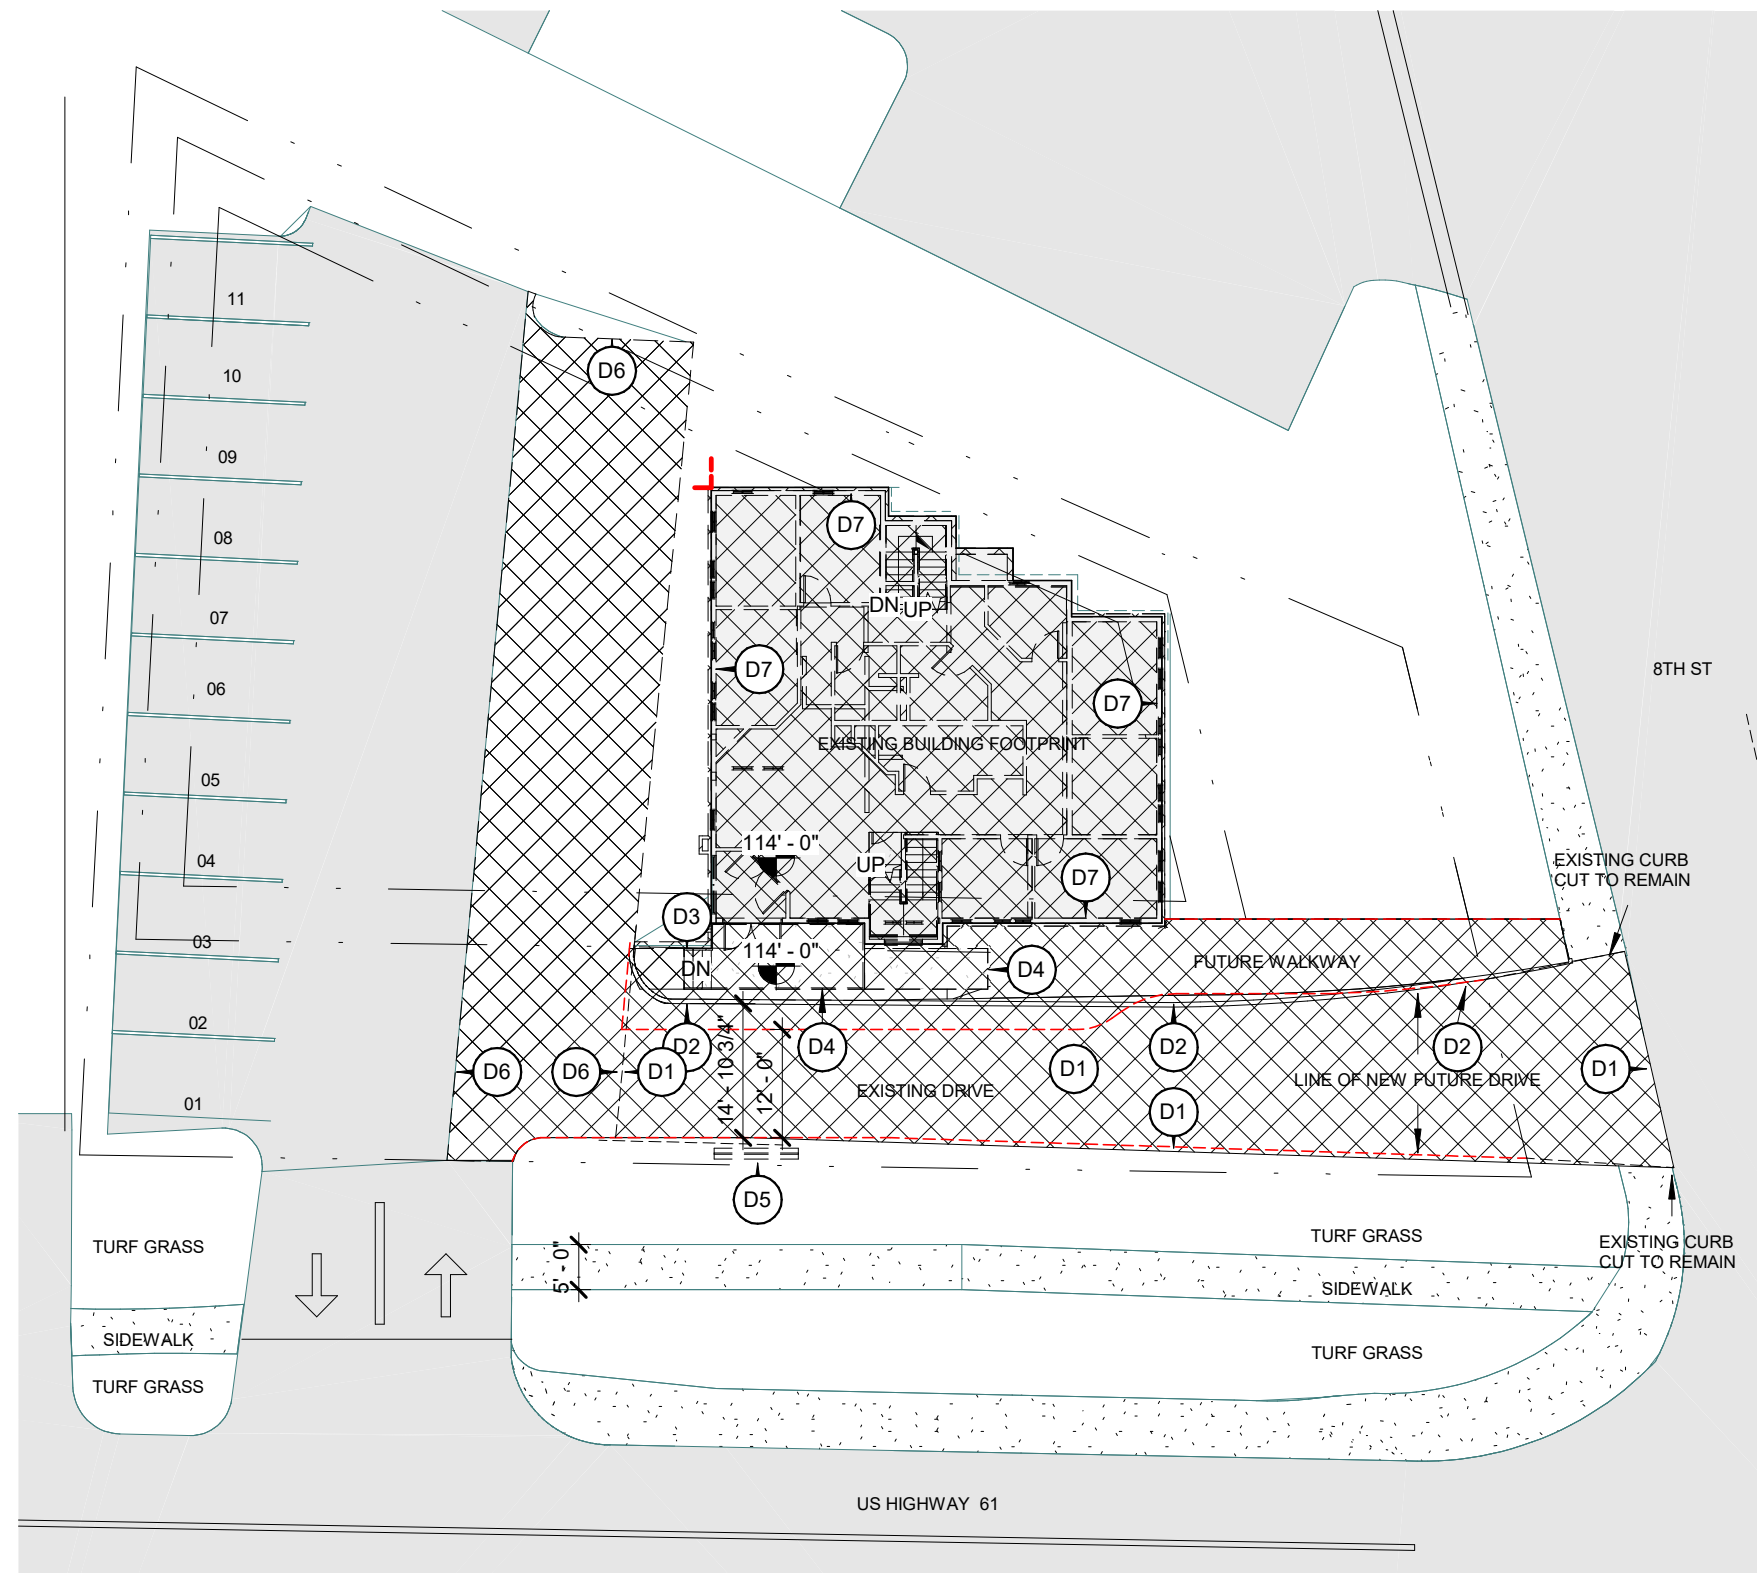 11
10
D6
09
D7
08
DN
UP
07
D7
8TH ST
06
D7
EXISTING BUILDING FOOTPRINT
05
114' - 0"
04
UP
EXISTING CURB
CUT TO REMAIN
D7
D3
03
114' - 0"
DN
D4
FUTURE WALKWAY
02
D2
D4
D2
D2
14' - 10 3/4"
12' - 0"
D6
D6
D1
D1
D1
LINE OF NEW FUTURE DRIVE
EXISTING DRIVE
01
D1
D5
TURF GRASS
TURF GRASS
EXISTING CURB
CUT TO REMAIN
5' - 0"
SIDEWALK
SIDEWALK
TURF GRASS
TURF GRASS
US HIGHWAY 61